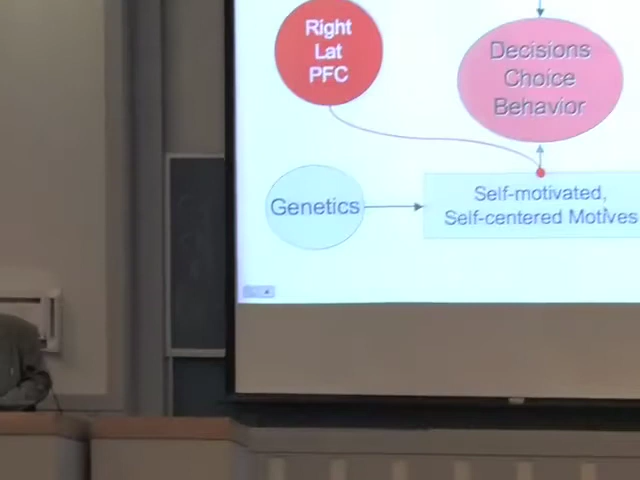 Right
Lat
PFC
Decisions
Choice
Behavior
Genetics
Self-motivated,
Self-centered Motives